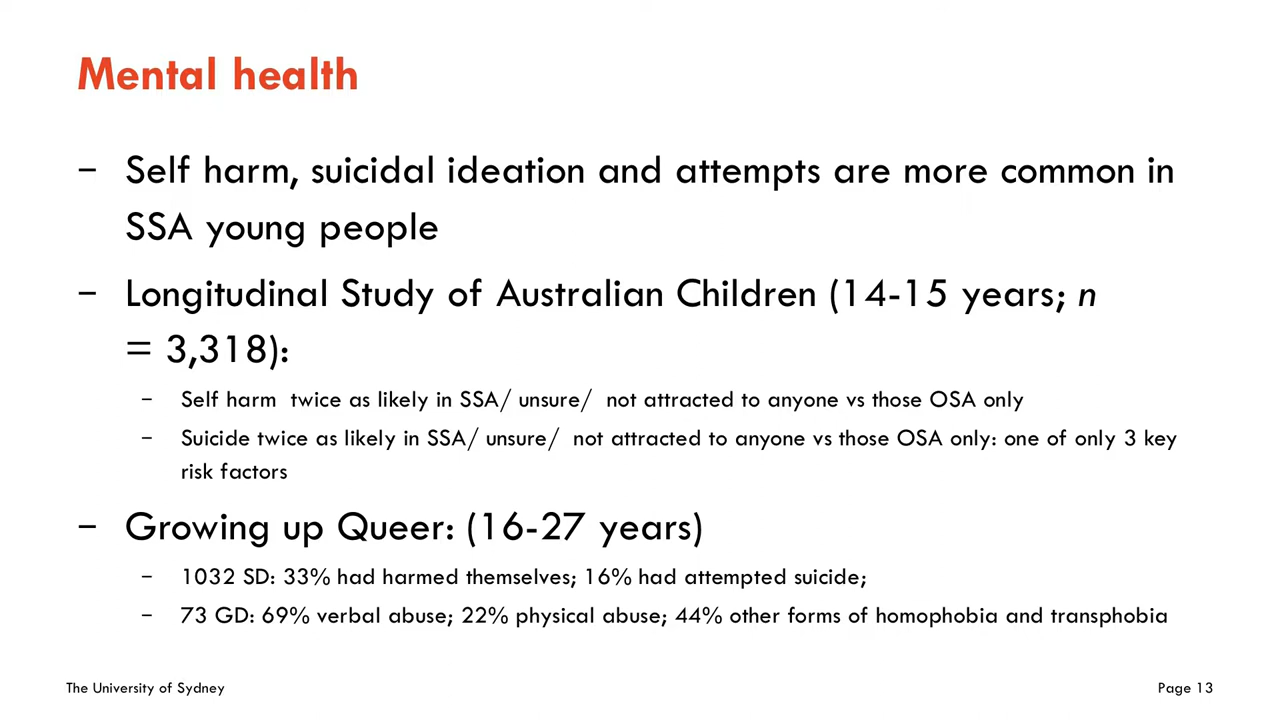 Mental health
– Self harm, suicidal ideation and attempts are more common in
SSA young people
– Longitudinal Study of Australian Children (14-15 years; n
= 3,318):
– Self harm  twice as likely in SSA/ unsure/  not attracted to anyone vs those OSA only
– Suicide twice as likely in SSA/ unsure/  not attracted to anyone vs those OSA only: one of only 3 key
risk factors
– Growing up Queer: (16-27 years)
– 1032 SD: 33% had harmed themselves; 16% had attempted suicide;
– 73 GD: 69% verbal abuse; 22% physical abuse; 44% other forms of homophobia and transphobia
The University of Sydney
Page 13